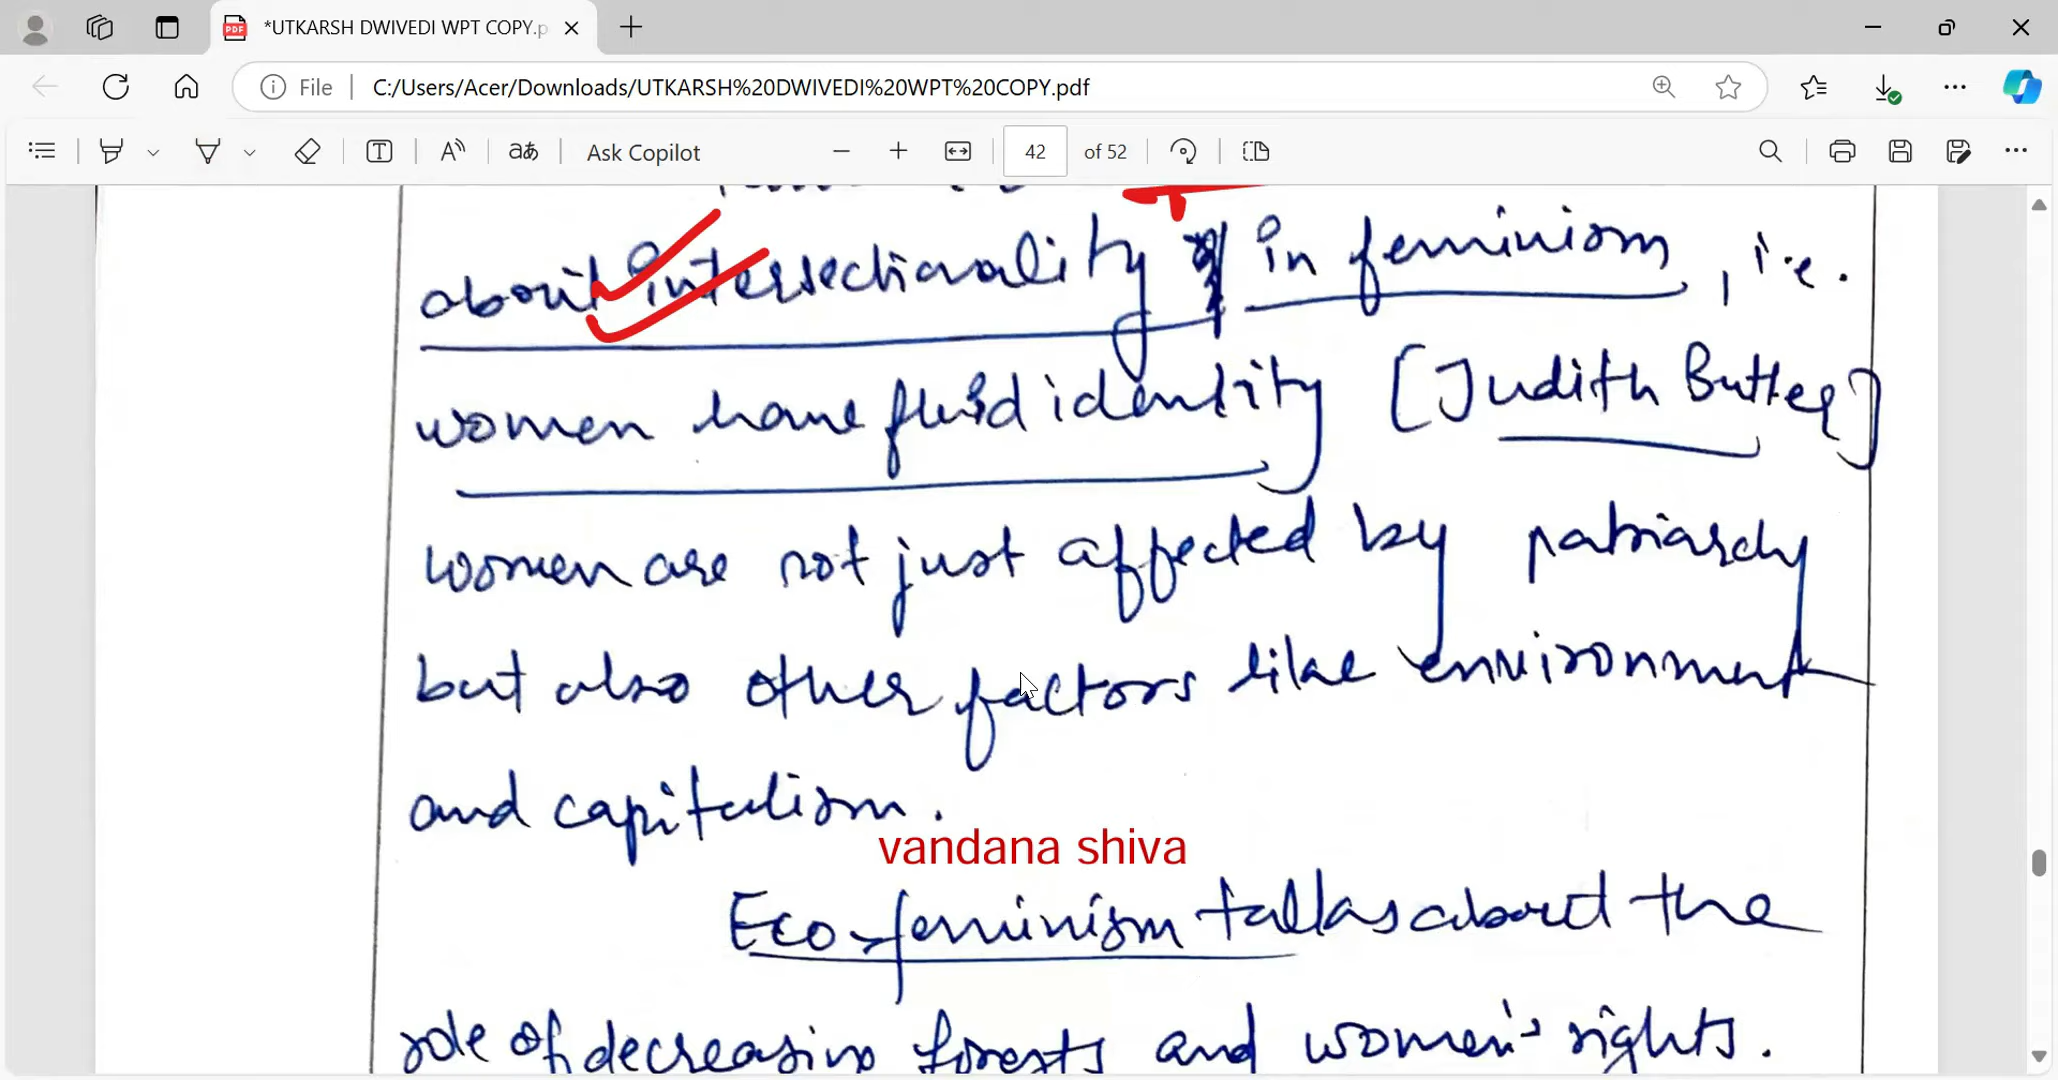 *UTKARSH DWIVEDI WPT COPY.p
File C:/Users/Acer/Downloads/UTKARSH%20DWIVEDI%20WPT%20COPY.pdf
Ask Copilot 42 of 52
about intersectionality in feminism, i.e.
women have fluid identity [Judith Butler]
women are not just affected by patriarchy
but also other factors like environment
and capitalism.
vandana shiva
Eco-feminism talks about the
role of decreasing forests and women's rights.